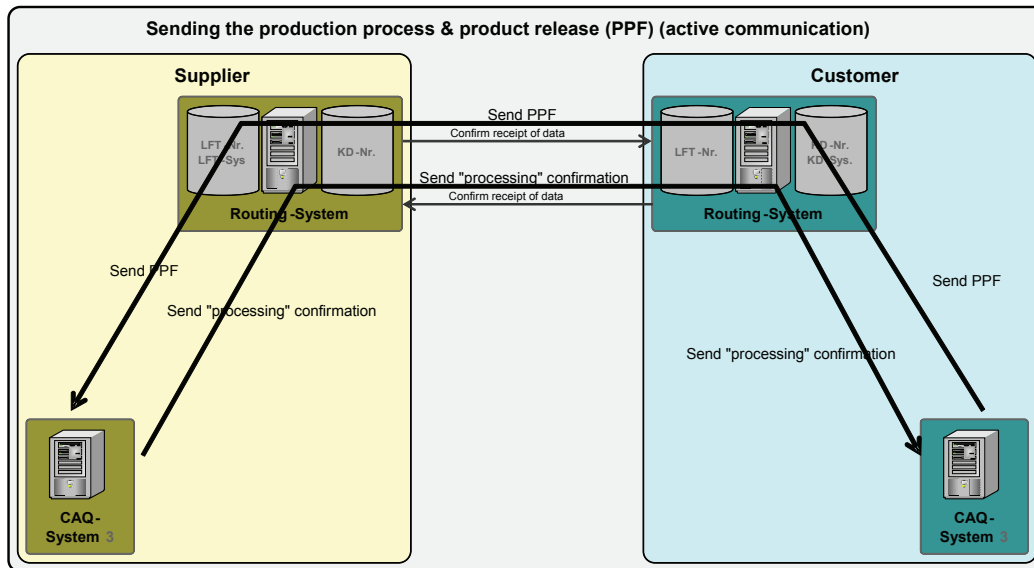 Sending the production process & product release (PPF) (active communication)
Supplier
Customer
LFT -Nr.
LFT -Sys
KD -Nr.
Routing -System
Send PPF
Confirm receipt of data
Send "processing" confirmation
Confirm receipt of data
LFT -Nr.
KD -Nr.
KD -Sys.
Routing -System
Send PPF
Send "processing" confirmation
Send PPF
Send "processing" confirmation
CAQ -
System 3
CAQ -
System 3